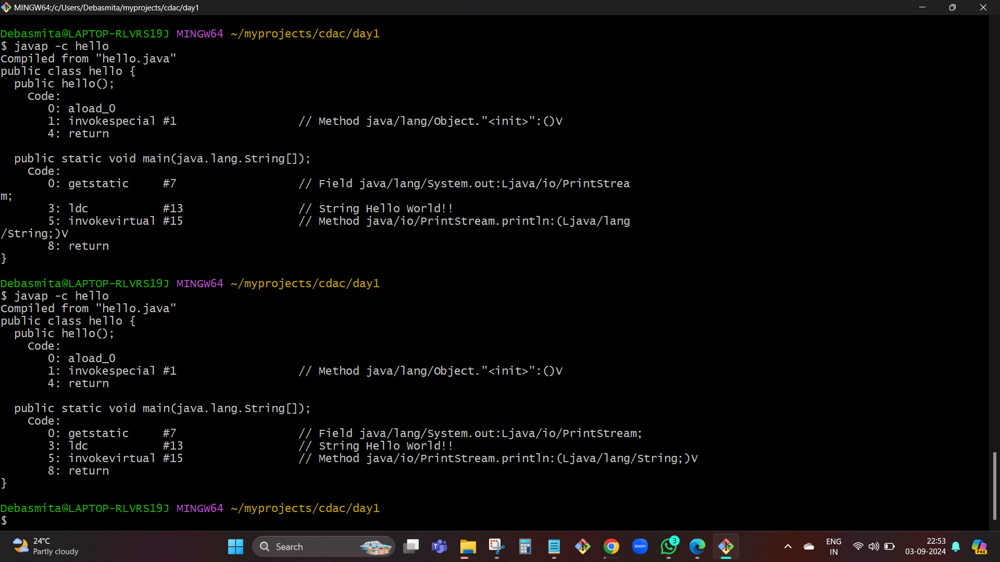 MINGW64:/c/Users/Debasmita/myprojects/cdac/day1
Debasmita@LAPTOP-RLVRS19J MINGW64 ~/myprojects/cdac/day1
$ javap -c hello
Compiled from "hello.java"
public class hello {
  public hello();
    Code:
       0: aload_0
       1: invokespecial #1                  // Method java/lang/Object."<init>":()V
       4: return

  public static void main(java.lang.String[]);
    Code:
       0: getstatic     #7                  // Field java/lang/System.out:Ljava/io/PrintStrea
m;
       3: ldc           #13                 // String Hello World!!
       5: invokevirtual #15                 // Method java/io/PrintStream.println:(Ljava/lang
/String;)V
       8: return
}

Debasmita@LAPTOP-RLVRS19J MINGW64 ~/myprojects/cdac/day1
$ javap -c hello
Compiled from "hello.java"
public class hello {
  public hello();
    Code:
       0: aload_0
       1: invokespecial #1                  // Method java/lang/Object."<init>":()V
       4: return

  public static void main(java.lang.String[]);
    Code:
       0: getstatic     #7                  // Field java/lang/System.out:Ljava/io/PrintStream;
       3: ldc           #13                 // String Hello World!!
       5: invokevirtual #15                 // Method java/io/PrintStream.println:(Ljava/lang/String;)V
       8: return
}

Debasmita@LAPTOP-RLVRS19J MINGW64 ~/myprojects/cdac/day1
$
24°C
Partly cloudy
Search
T
zoom
3
ENG
IN
22:53
03-09-2024
PRE